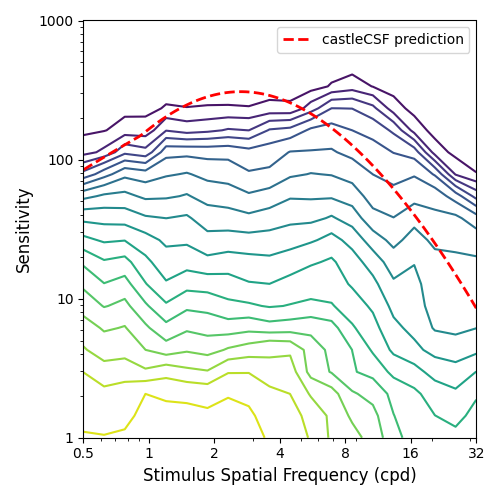 1000
castleCSF prediction
100
Sensitivity
10
1
0.5 1 2 4 8 16 32
Stimulus Spatial Frequency (cpd)